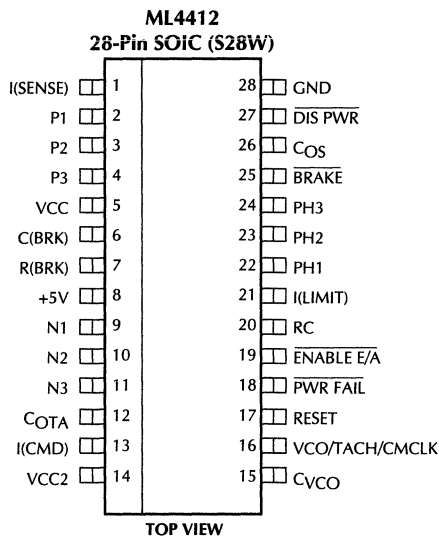 ML4412
28-Pin SOIC (S28W)
I(SENSE) 1 28 GND
P1 2 27 DIS PWR
P2 3 26 COS
P3 4 25 BRAKE
VCC 5 24 PH3
C(BRK) 6 23 PH2
R(BRK) 7 22 PH1
+5V 8 21 I(LIMIT)
N1 9 20 RC
N2 10 19 ENABLE E/A
N3 11 18 PWR FAIL
COTA 12 17 RESET
I(CMD) 13 16 VCO/TACH/CMCLK
VCC2 14 15 CVCO
TOP VIEW